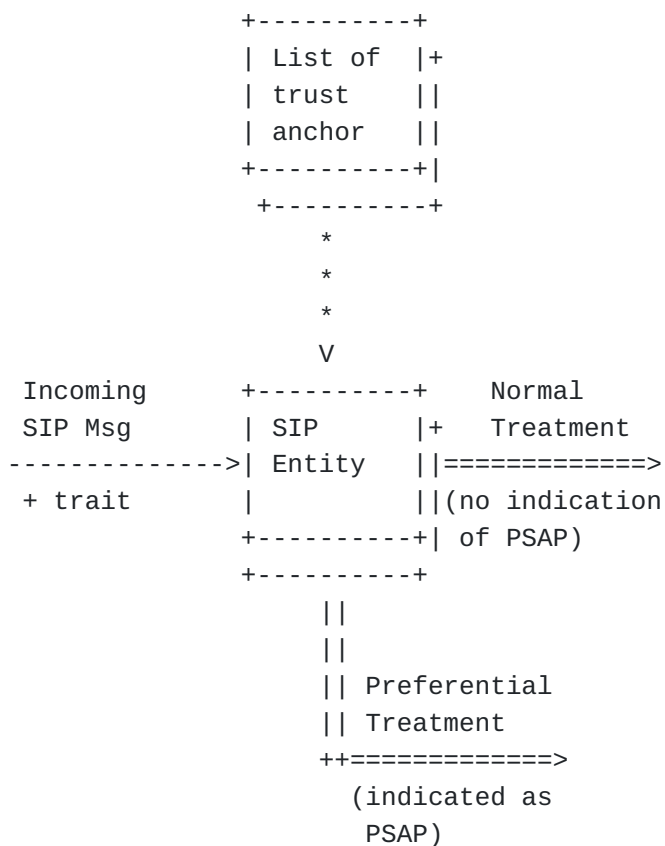 +----------+
                | List of  |+
                | trust    ||
                | anchor   ||
                +----------+|
                 +----------+
                     *
                     *
                     *
                     V
 Incoming       +----------+    Normal
 SIP Msg        | SIP      |+   Treatment
-------------->| Entity   ||=============>
 + trait        |          ||(no indication
                +----------+| of PSAP)
                +----------+
                     ||
                     ||
                     || Preferential
                     || Treatment
                     ++=============>
                       (indicated as
                        PSAP)